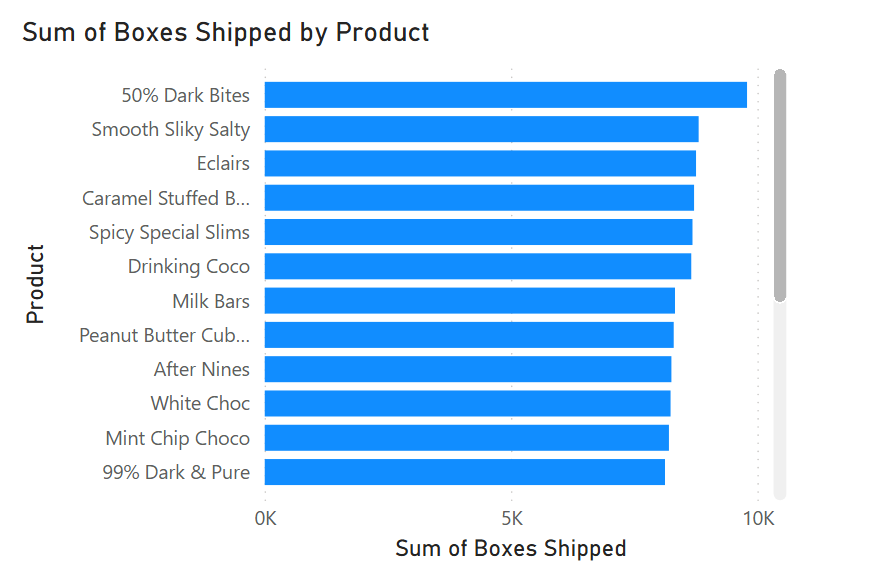 Sum of Boxes Shipped by Product
50% Dark Bites
Smooth Sliky Salty
Eclairs
Caramel Stuffed B...
Spicy Special Slims
Drinking Coco
Milk Bars
Peanut Butter Cub...
After Nines
White Choc
Mint Chip Choco
99% Dark & Pure
Product
0K 5K 10K
Sum of Boxes Shipped